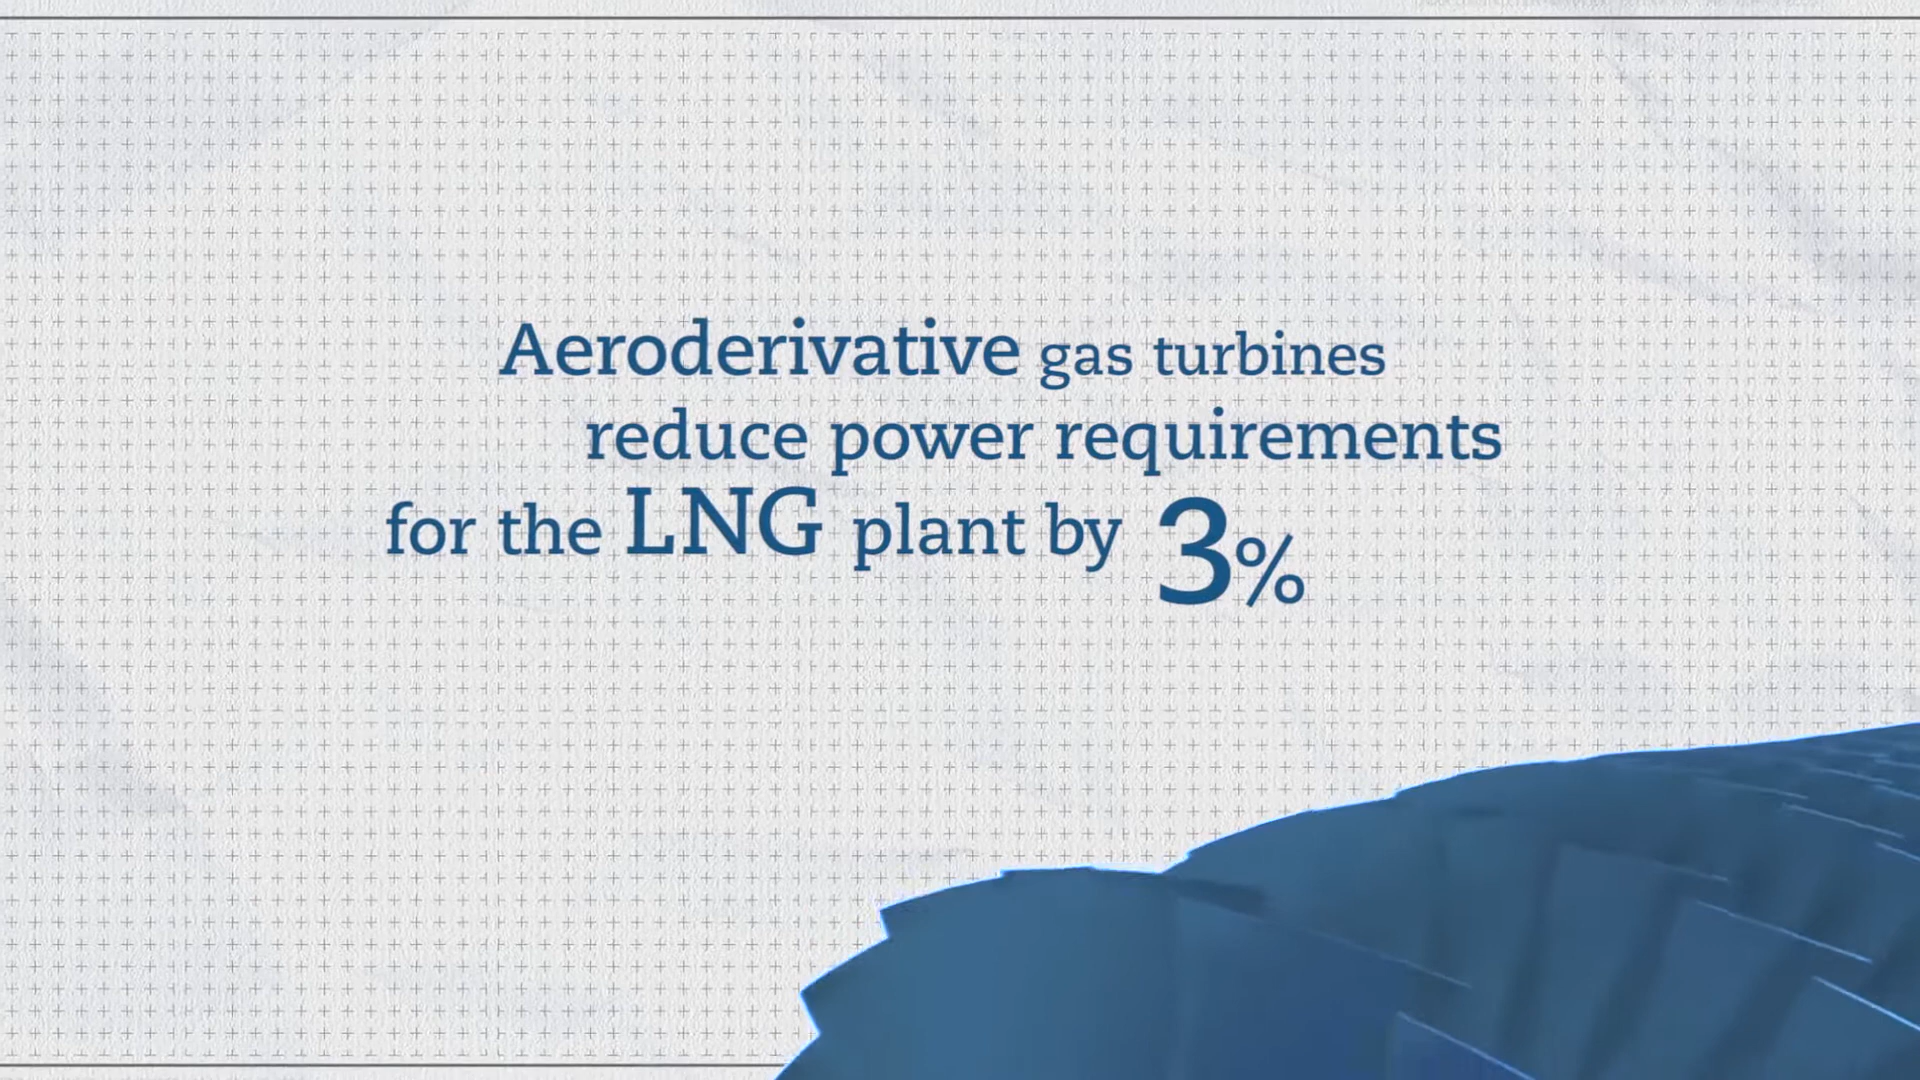 Aeroderivative gas turbines
reduce power requirements
for the LNG plant by 3%